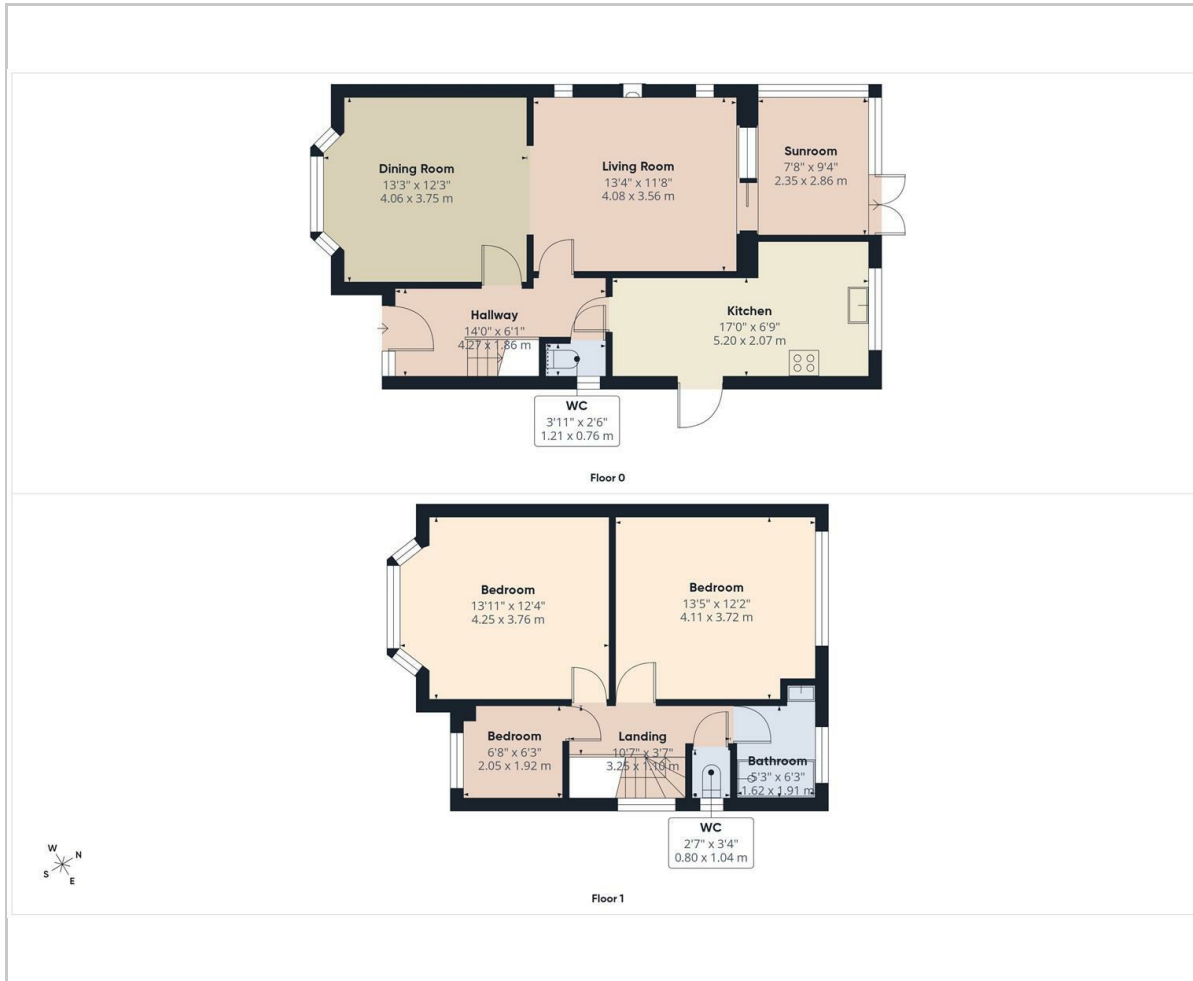 Dining Room
13'3" x 12'3"
4.06 x 3.75 m
Living Room
13'4" x 11'8"
4.08 x 3.56 m
Sunroom
7'8" x 9'4"
2.35 x 2.86 m
Hallway
14'0" x 6'1"
4.27 x 1.86 m
Kitchen
17'0" x 6'9"
5.20 x 2.07 m
WC
3'11" x 2'6"
1.21 x 0.76 m
Floor 0
Bedroom
13'11" x 12'4"
4.25 x 3.76 m
Bedroom
13'5" x 12'2"
4.11 x 3.72 m
Bedroom
6'8" x 6'3"
2.05 x 1.92 m
Landing
10'7" x 3'7"
3.25 x 1.10 m
Bathroom
5'3" x 6'3"
1.62 x 1.91 m
WC
2'7" x 3'4"
0.80 x 1.04 m
W
N
S
E
Floor 1